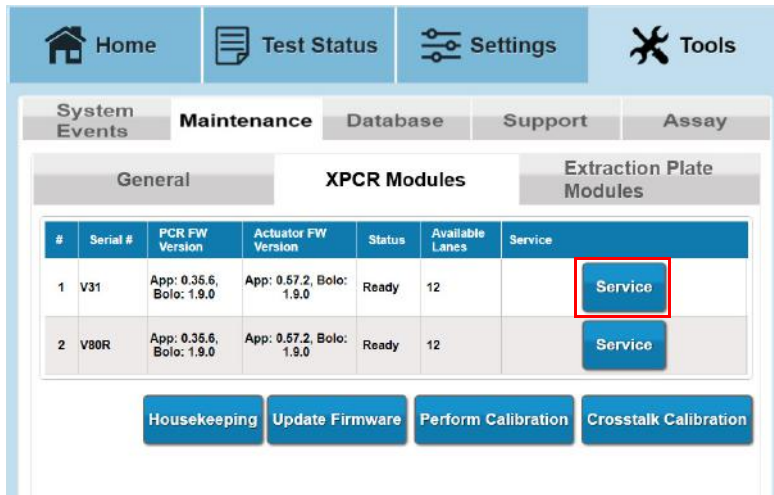 Home Test Status Settings Tools
System Events Maintenance Database Support Assay
General XPCR Modules Extraction Plate Modules
# Serial # PCR FW Version Actuator FW Version Status Available Lanes Service
1 V31 App: 0.35.6, Bolo: 1.9.0 App: 0.57.2, Bolo: 1.9.0 Ready 12 Service
2 V80R App: 0.35.6, Bolo: 1.9.0 App: 0.57.2, Bolo: 1.9.0 Ready 12 Service
Housekeeping Update Firmware Perform Calibration Crosstalk Calibration